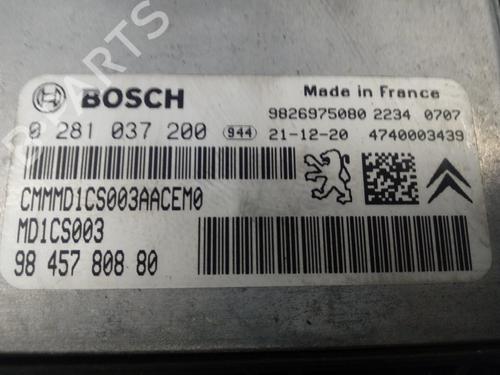 BOSCH
Made in France
9826975080 2234 0707
0 281 037 200 944 21-12-20 4740003439
CMMMD1CS003AACEM0
MD1CS003
98 457 808 80